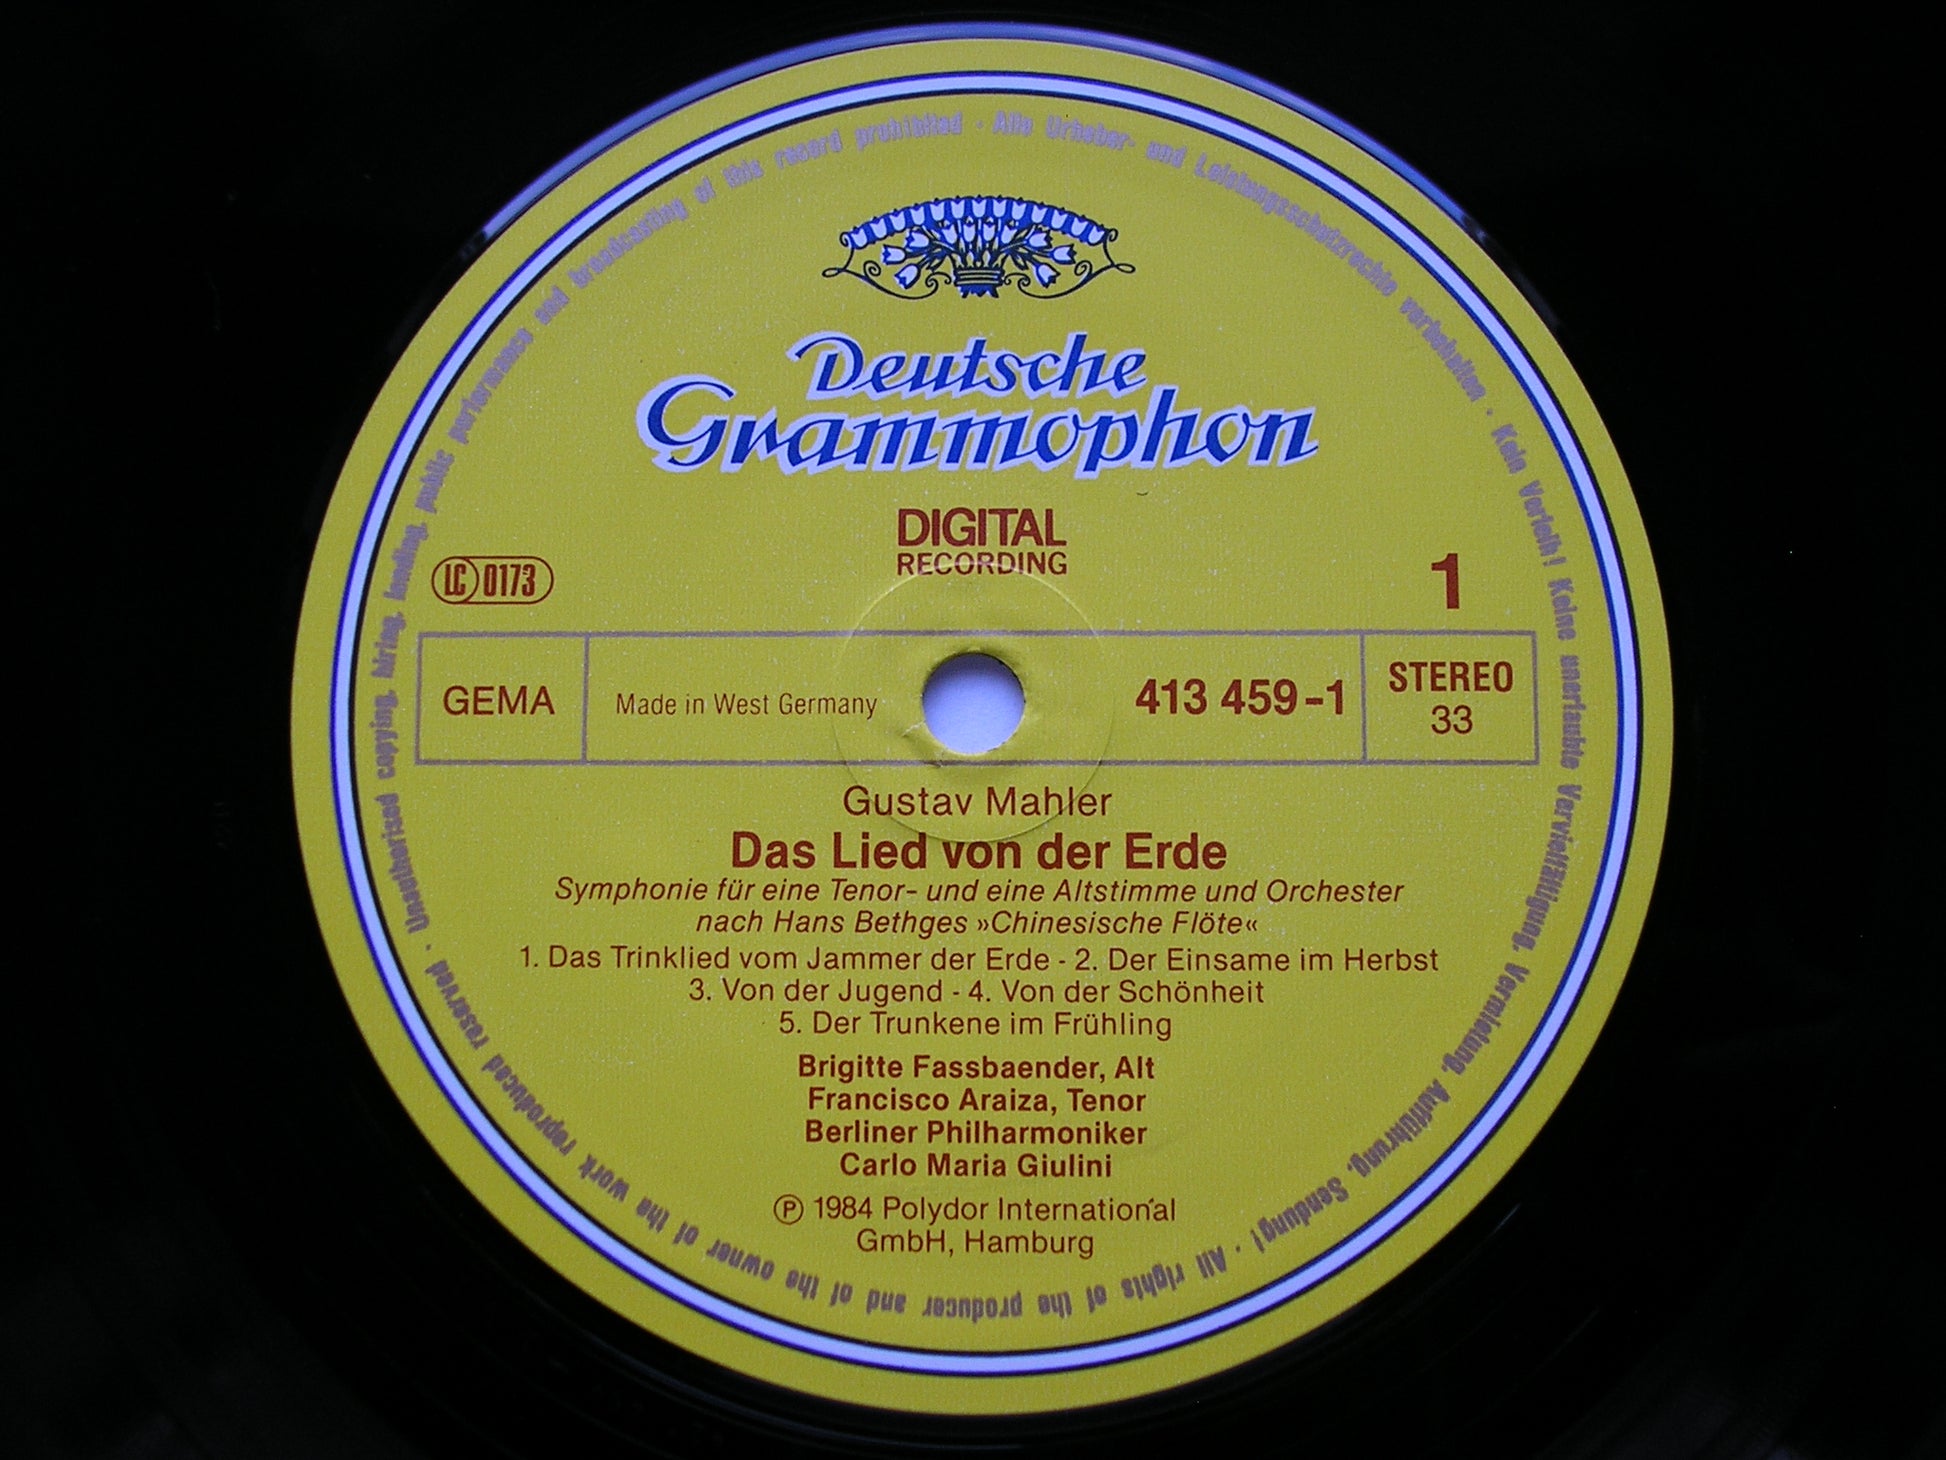 Alle Urheber- und Leistungsschutzrechte vorbehalten · Kein Verleih! Keine unerlaubte Vervielfältigung, Vermietung, Aufführung, Sendung! · All rights of the producer and of the owner of the work reproduced reserved · Unauthorised copying, hiring, lending, public performance and broadcasting of this record prohibited ·
Deutsche
Grammophon
DIGITAL
RECORDING
LC 0173
1
GEMA
Made in West Germany
413 459-1
STEREO
33
Gustav Mahler
Das Lied von der Erde
Symphonie für eine Tenor- und eine Altstimme und Orchester
nach Hans Bethges »Chinesische Flöte«
1. Das Trinklied vom Jammer der Erde - 2. Der Einsame im Herbst
3. Von der Jugend - 4. Von der Schönheit
5. Der Trunkene im Frühling
Brigitte Fassbaender, Alt
Francisco Araiza, Tenor
Berliner Philharmoniker
Carlo Maria Giulini
Ⓟ 1984 Polydor International
GmbH, Hamburg